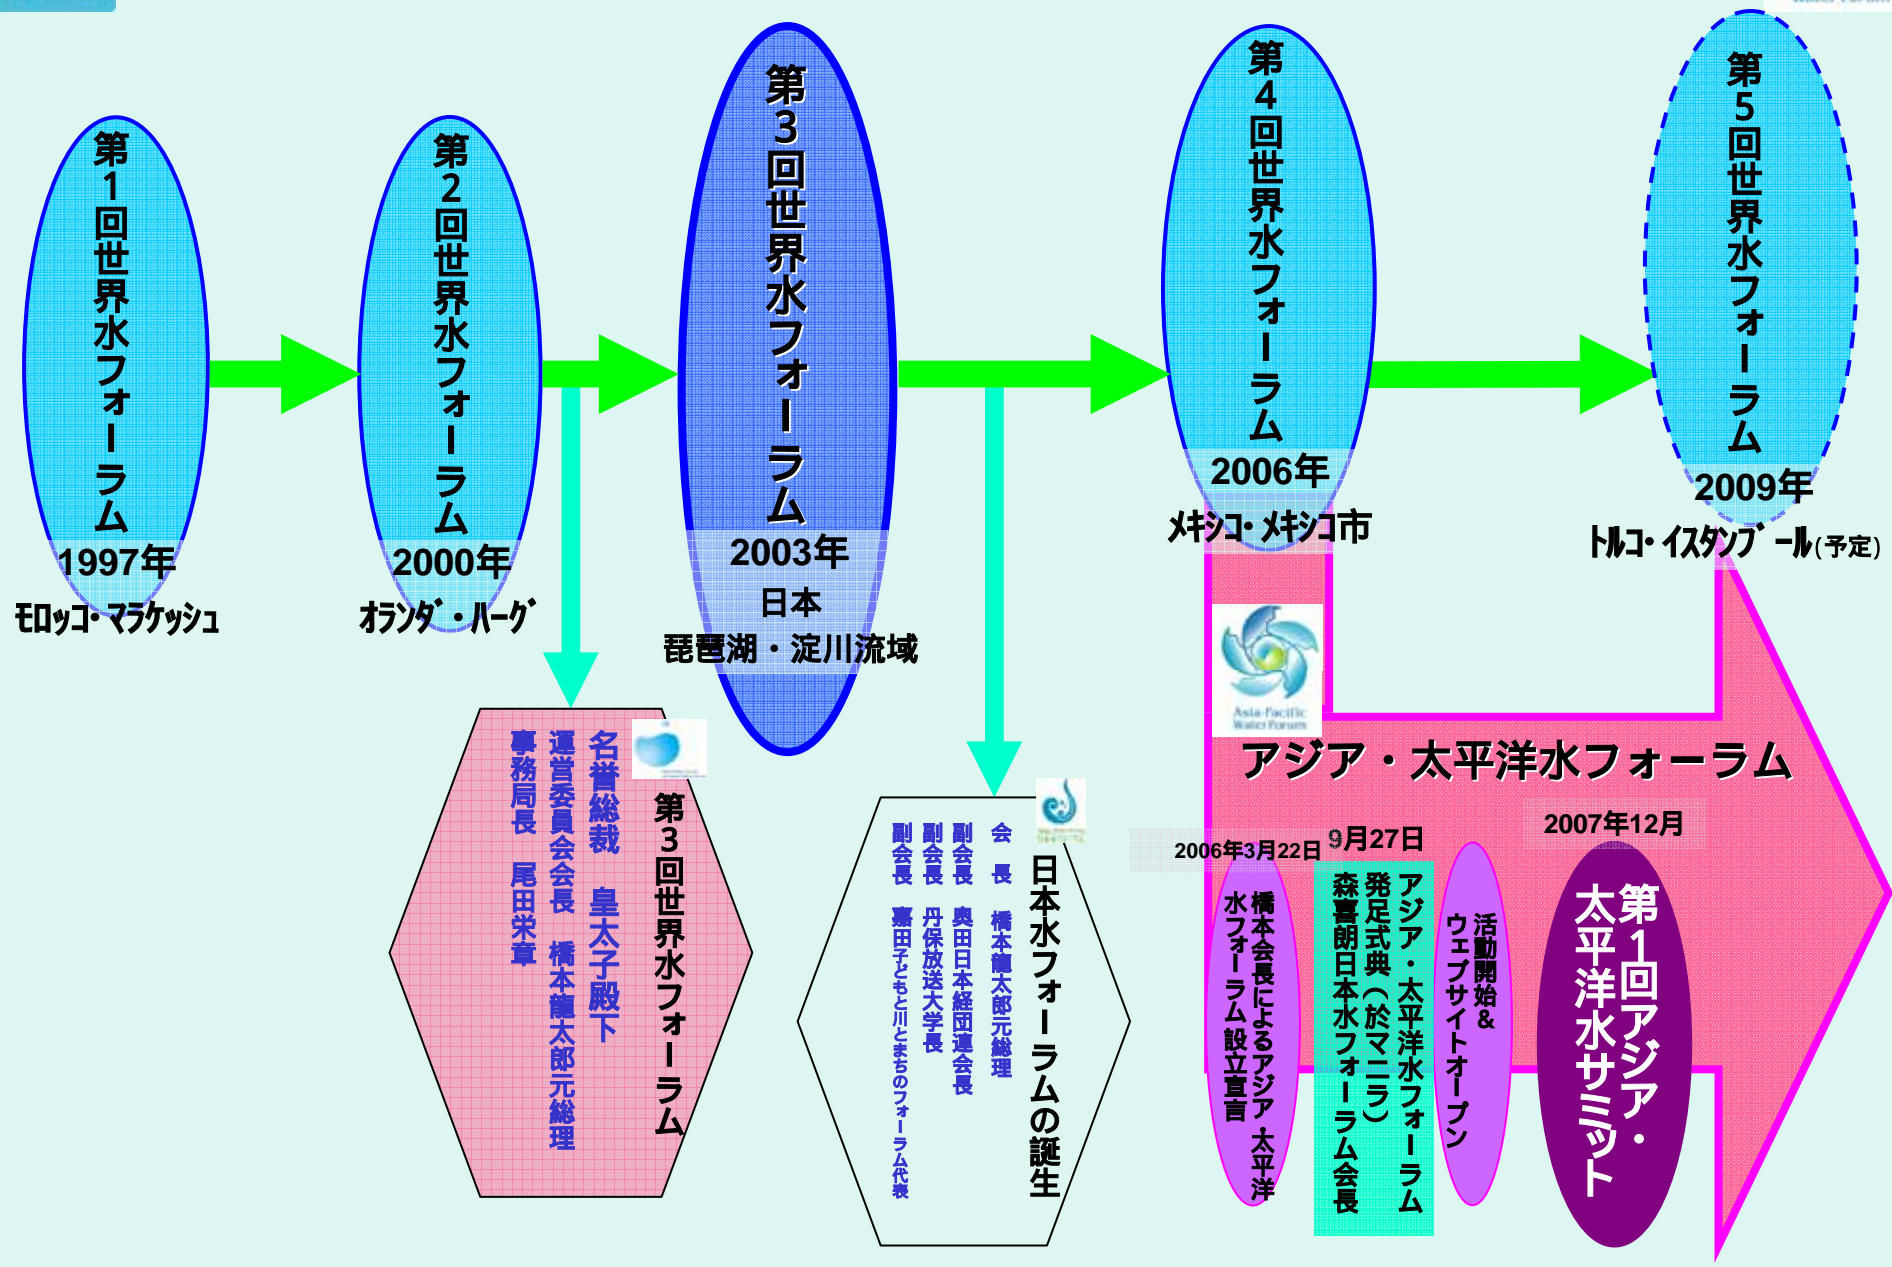 第1回世界水フォーラム
1997年
モロッコ・マラケッシュ
第2回世界水フォーラム
2000年
オランダ・ハーグ
第3回世界水フォーラム
2003年
日本
琵琶湖・淀川流域
第4回世界水フォーラム
2006年
メキシコ・メキシコ市
第5回世界水フォーラム
2009年
トルコ・イスタンブール(予定)
第3回世界水フォーラム
名誉総裁 皇太子殿下
運営委員会会長 橋本龍太郎元総理
事務局長 尾田栄章
日本水フォーラムの誕生
会 長 橋本龍太郎元総理
副会長 奥田日本経団連会長
副会長 丹保放送大学長
副会長 嘉田子どもと川とまちのフォーラム代表
Asia-Pacific
Water Forum
アジア・太平洋水フォーラム
2006年3月22日
橋本会長によるアジア・太平洋
水フォーラム設立宣言
9月27日
アジア・太平洋水フォーラム
発足式典（於マニラ）
森喜朗日本水フォーラム会長
活動開始&
ウェブサイトオープン
2007年12月
第1回アジア・
太平洋水サミット